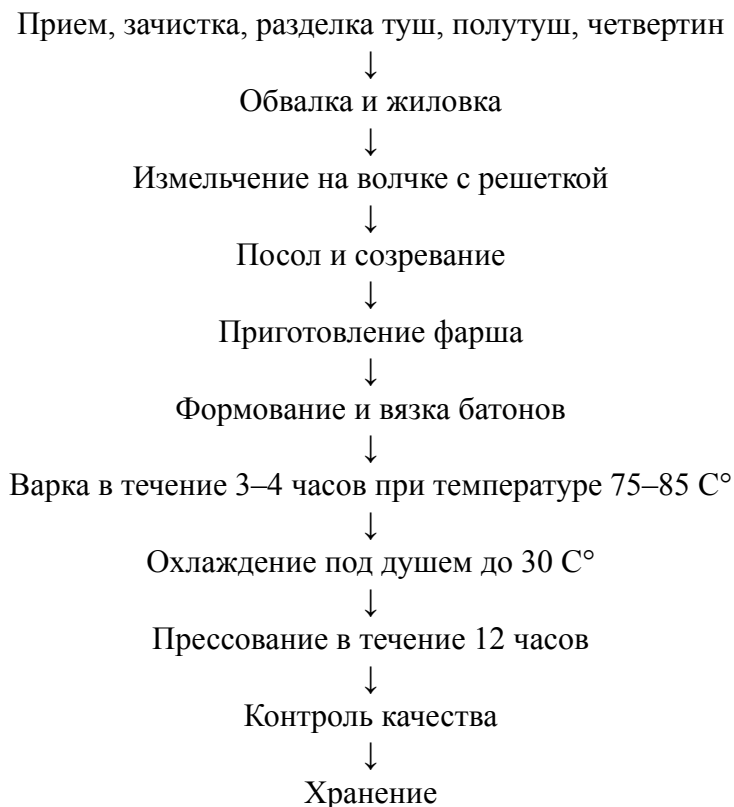 Прием, зачистка, разделка туш, полутуш, четвертин
↓
Обвалка и жиловка
↓
Измельчение на волчке с решеткой
↓
Посол и созревание
↓
Приготовление фарша
↓
Формование и вязка батонов
↓
Варка в течение 3–4 часов при температуре 75–85 С°
↓
Охлаждение под душем до 30 С°
↓
Прессование в течение 12 часов
↓
Контроль качества
↓
Хранение